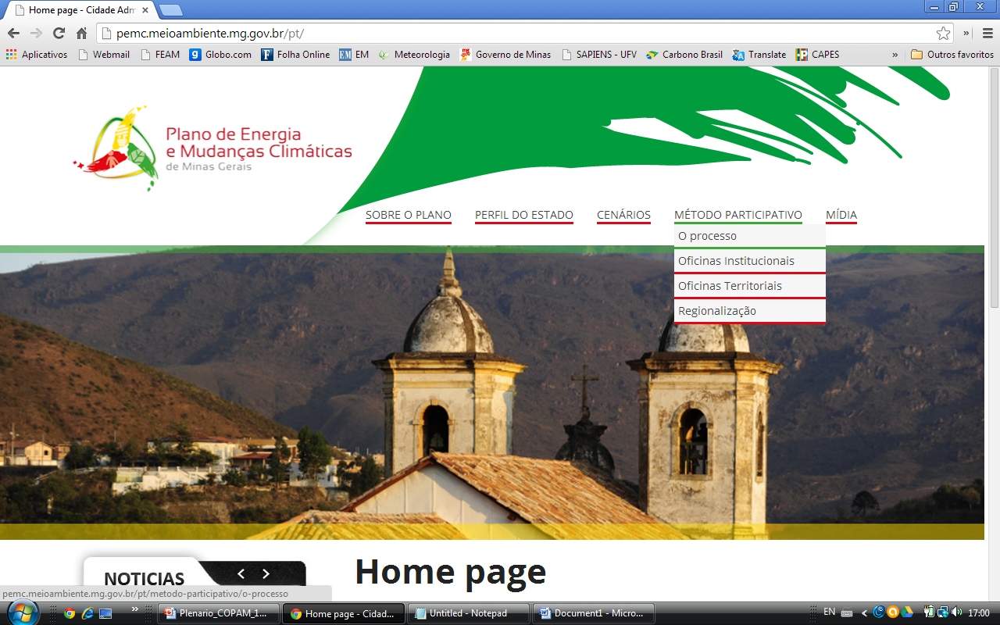 Home page - Cidade Adm
pemc.meioambiente.mg.gov.br/pt/
»
Aplicativos
Webmail
FEAM
g
Globo.com
F
Folha Online
EM
EM
Meteorologia
Governo de Minas
SAPIENS - UFV
Carbono Brasil
Translate
CAPES
»
Outros favoritos
Plano de Energia
e Mudanças Climáticas
de Minas Gerais
SOBRE O PLANO
PERFIL DO ESTADO
CENÁRIOS
MÉTODO PARTICIPATIVO
MÍDIA
O processo
Oficinas Institucionais
Oficinas Territoriais
Regionalização
NOTICIAS
Home page
pemc.meioambiente.mg.gov.br/pt/metodo-participativo/o-processo
»
Plenario_COPAM_1...
Home page - Cidad...
Untitled - Notepad
Document1 - Micro...
EN
17:00